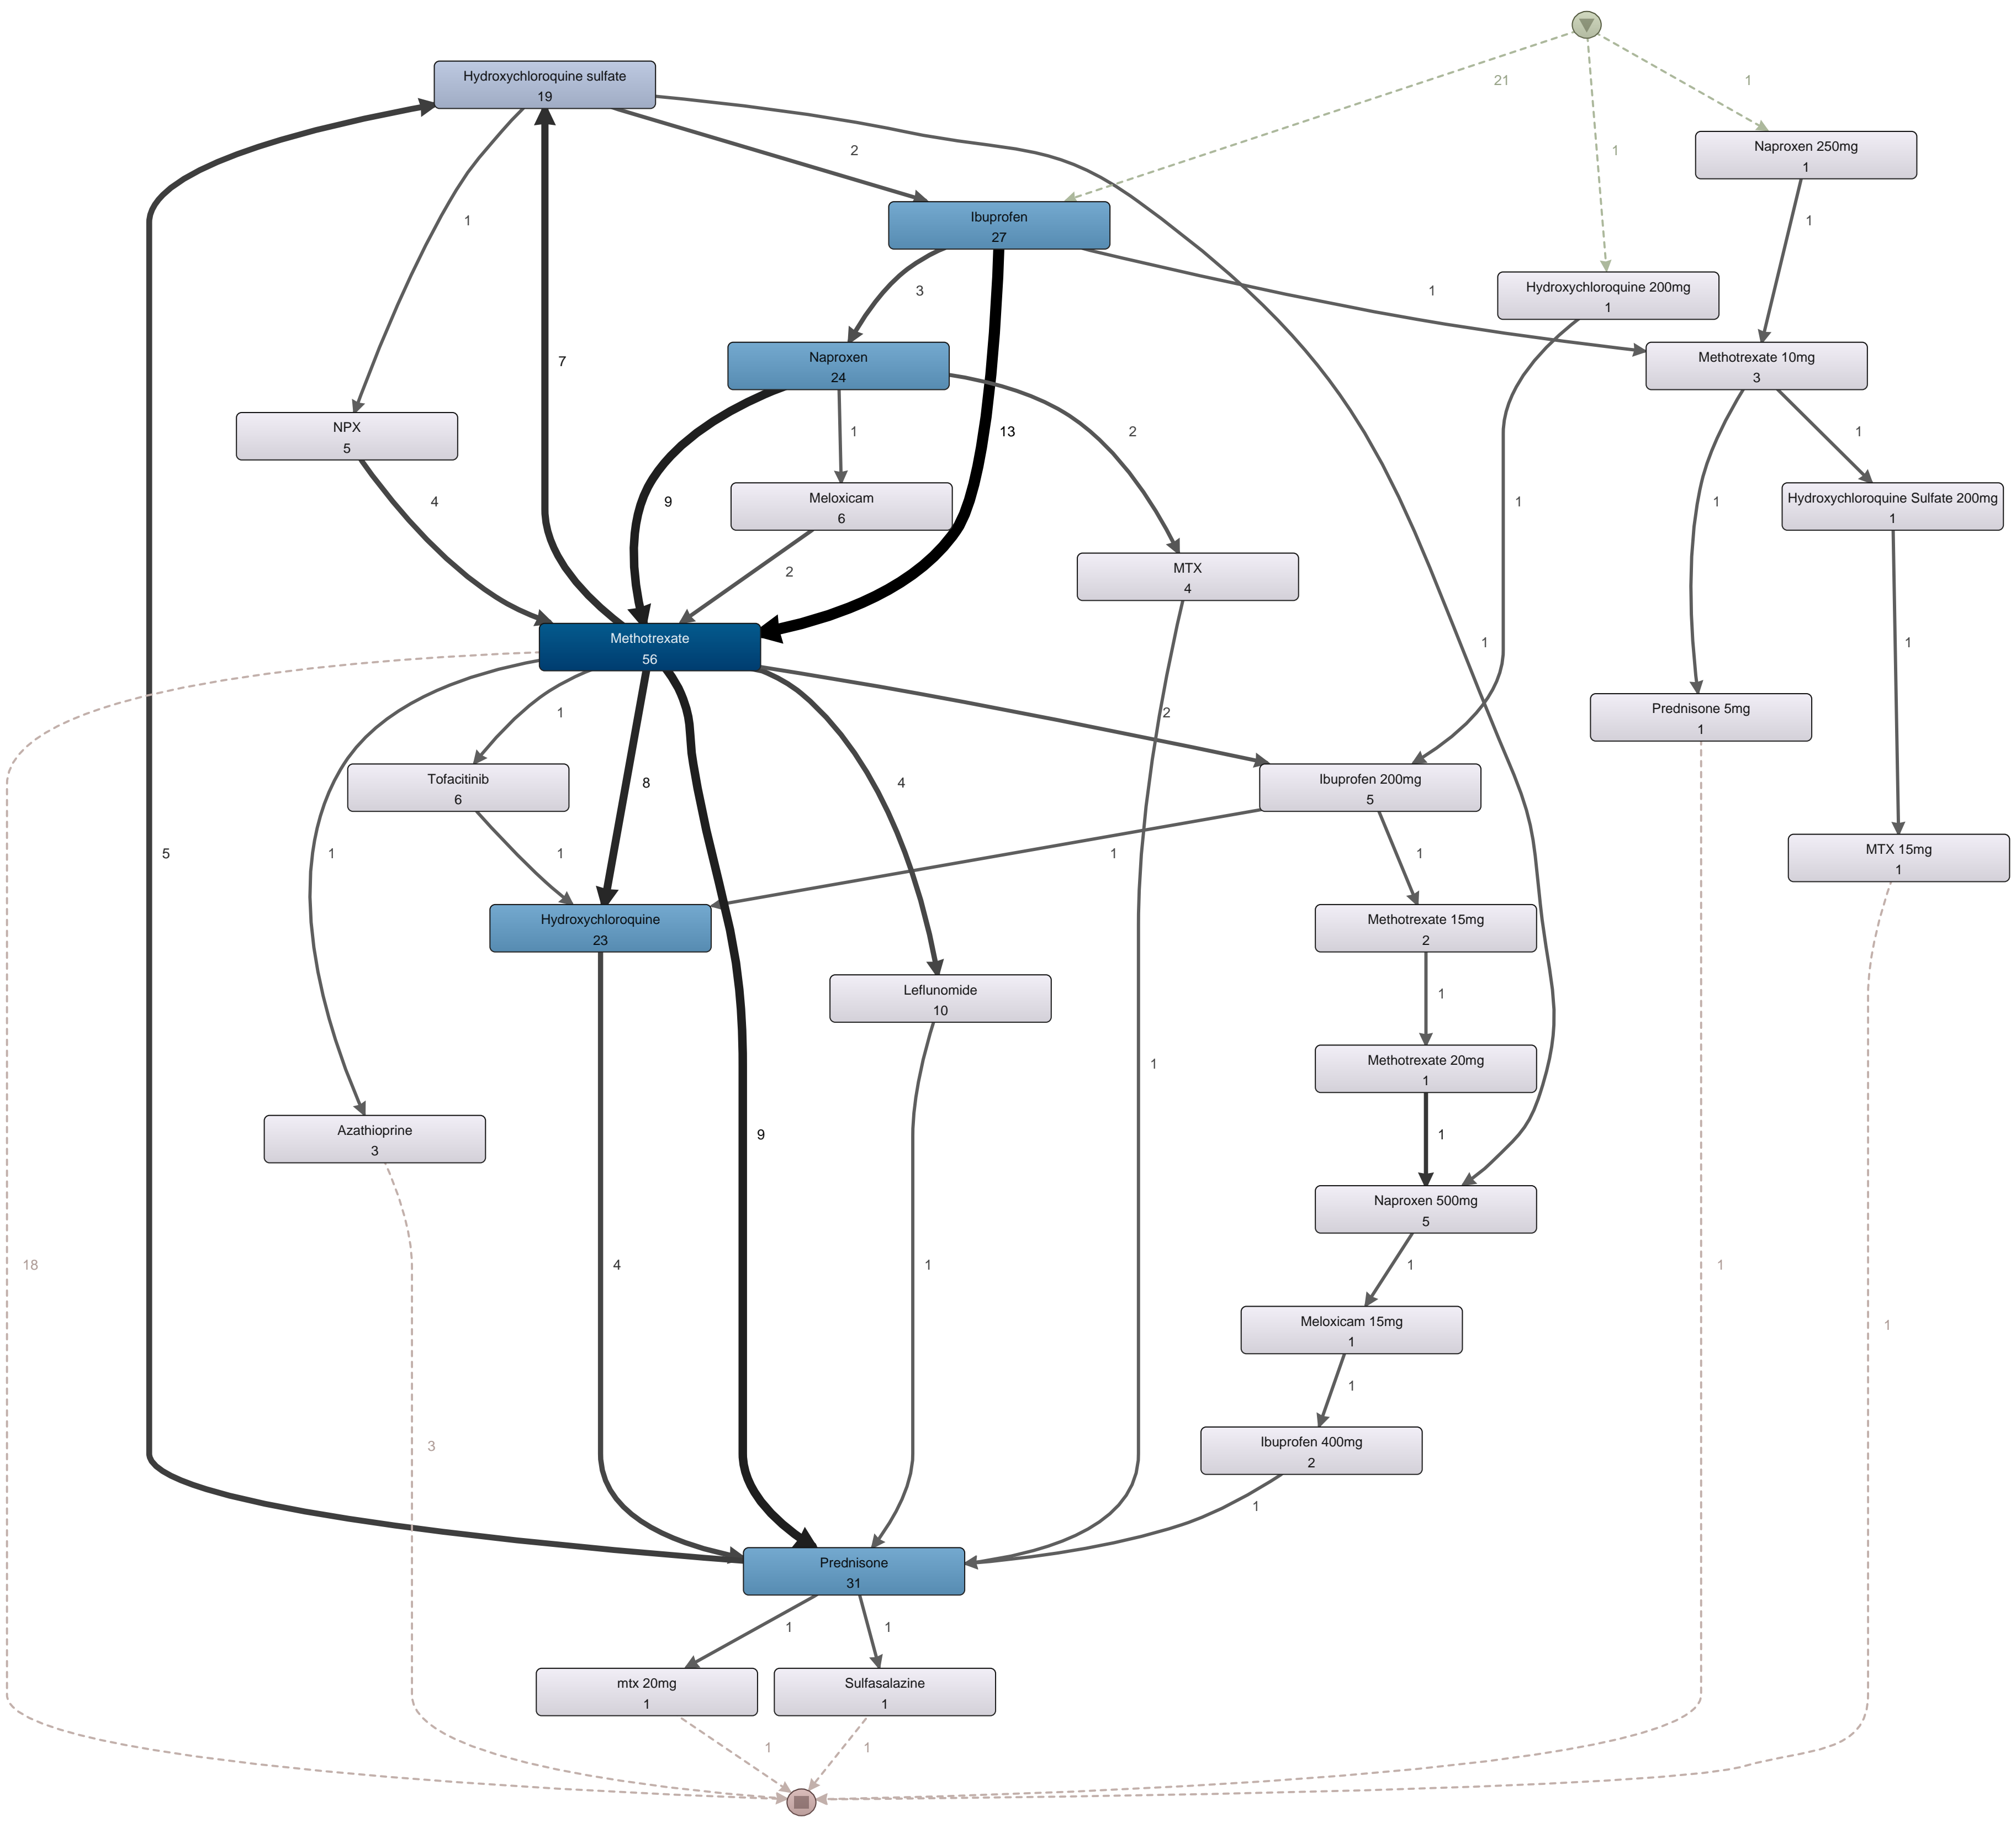 21
1
Hydroxychloroquine sulfate
19
1
Naproxen 250mg
1
2
1
Ibuprofen
27
1
1
Hydroxychloroquine 200mg
1
3
1
Naproxen
24
Methotrexate 10mg
3
7
NPX
5
1
13
2
1
4
9
Meloxicam
6
1
1
Hydroxychloroquine Sulfate 200mg
1
2
MTX
4
Methotrexate
56
1
1
1
2
Prednisone 5mg
1
Tofacitinib
6
8
4
Ibuprofen 200mg
5
5
1
1
1
1
MTX 15mg
1
Hydroxychloroquine
23
Methotrexate 15mg
2
Leflunomide
10
1
1
Methotrexate 20mg
1
Azathioprine
3
9
1
Naproxen 500mg
5
18
4
1
1
1
Meloxicam 15mg
1
1
1
3
Ibuprofen 400mg
2
1
Prednisone
31
1
1
mtx 20mg
1
Sulfasalazine
1
1
1